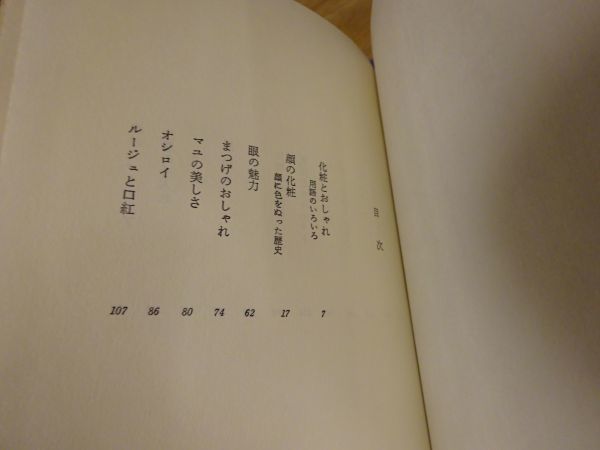 目次
化粧とおしゃれ
用語のいろいろ
7
顔の化粧
顔に色をぬった歴史
17
眼の魅力
62
まつげのおしゃれ
74
マユの美しさ
80
オシロイ
86
ルージュと口紅
107